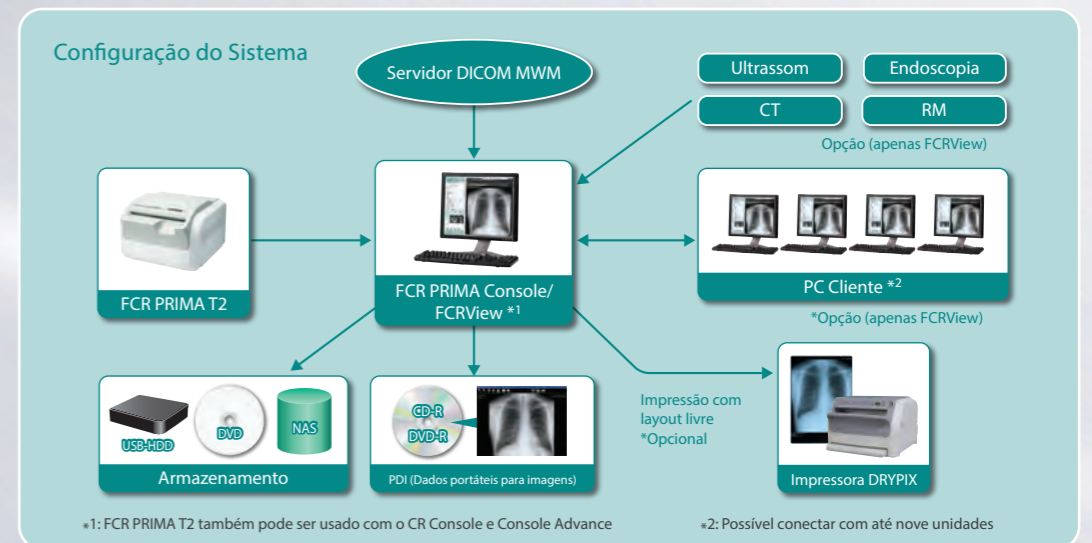 Configuração do Sistema
Servidor DICOM MWM
Ultrassom
Endoscopia
CT
RM
Opção (apenas FCRView)
FCR PRIMA T2
FCR PRIMA Console/
FCRView *1
PC Cliente *2
*Opção (apenas FCRView)
USB-HDD
DVD
NAS
Armazenamento
CD-R
DVD-R
PDI (Dados portáteis para imagens)
Impressão com
layout livre
*Opcional
Impressora DRYPIX
*1: FCR PRIMA T2 também pode ser usado com o CR Console e Console Advance
*2: Possível conectar com até nove unidades